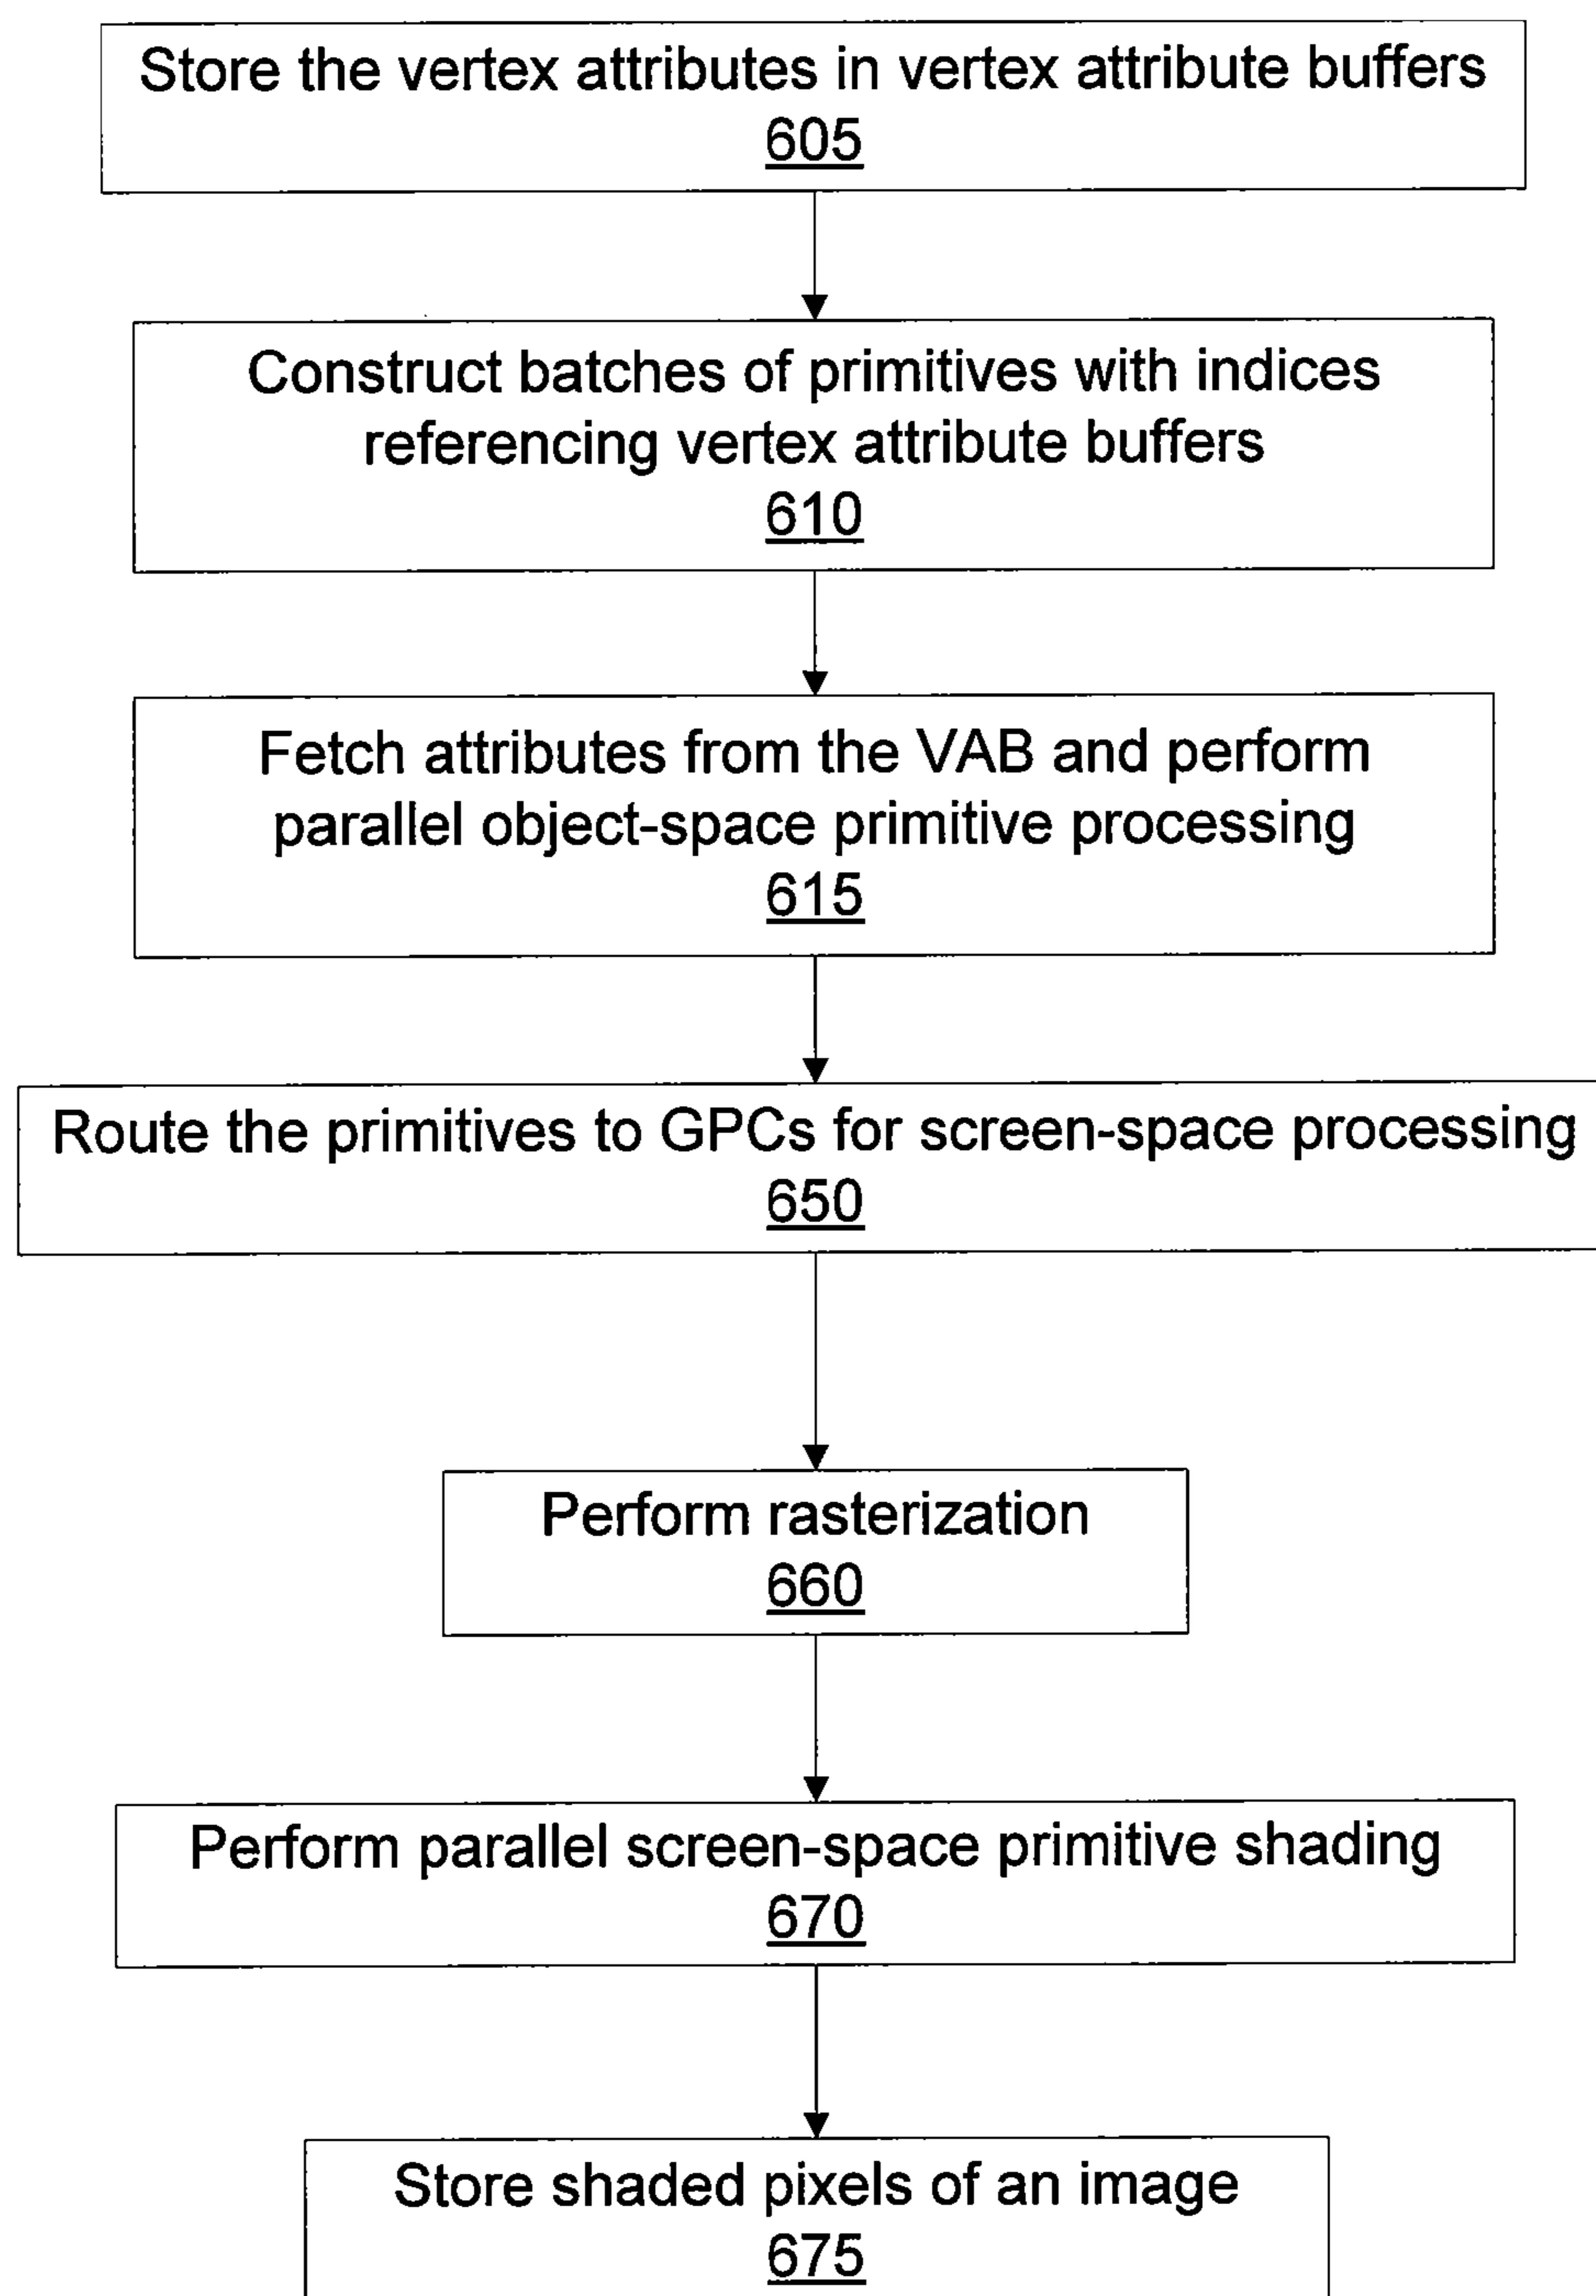 Store the vertex attributes in vertex attribute buffers
605
Construct batches of primitives with indices
referencing vertex attribute buffers
610
Fetch attributes from the VAB and perform
parallel object-space primitive processing
615
Route the primitives to GPCs for screen-space processing
650
Perform rasterization
660
Perform parallel screen-space primitive shading
670
Store shaded pixels of an image
675